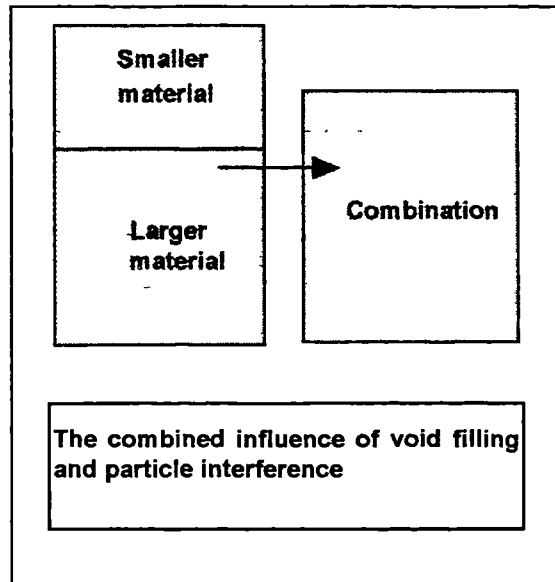 Smaller
material
Combination
Larger
material
The combined influence of void filling
and particle interference